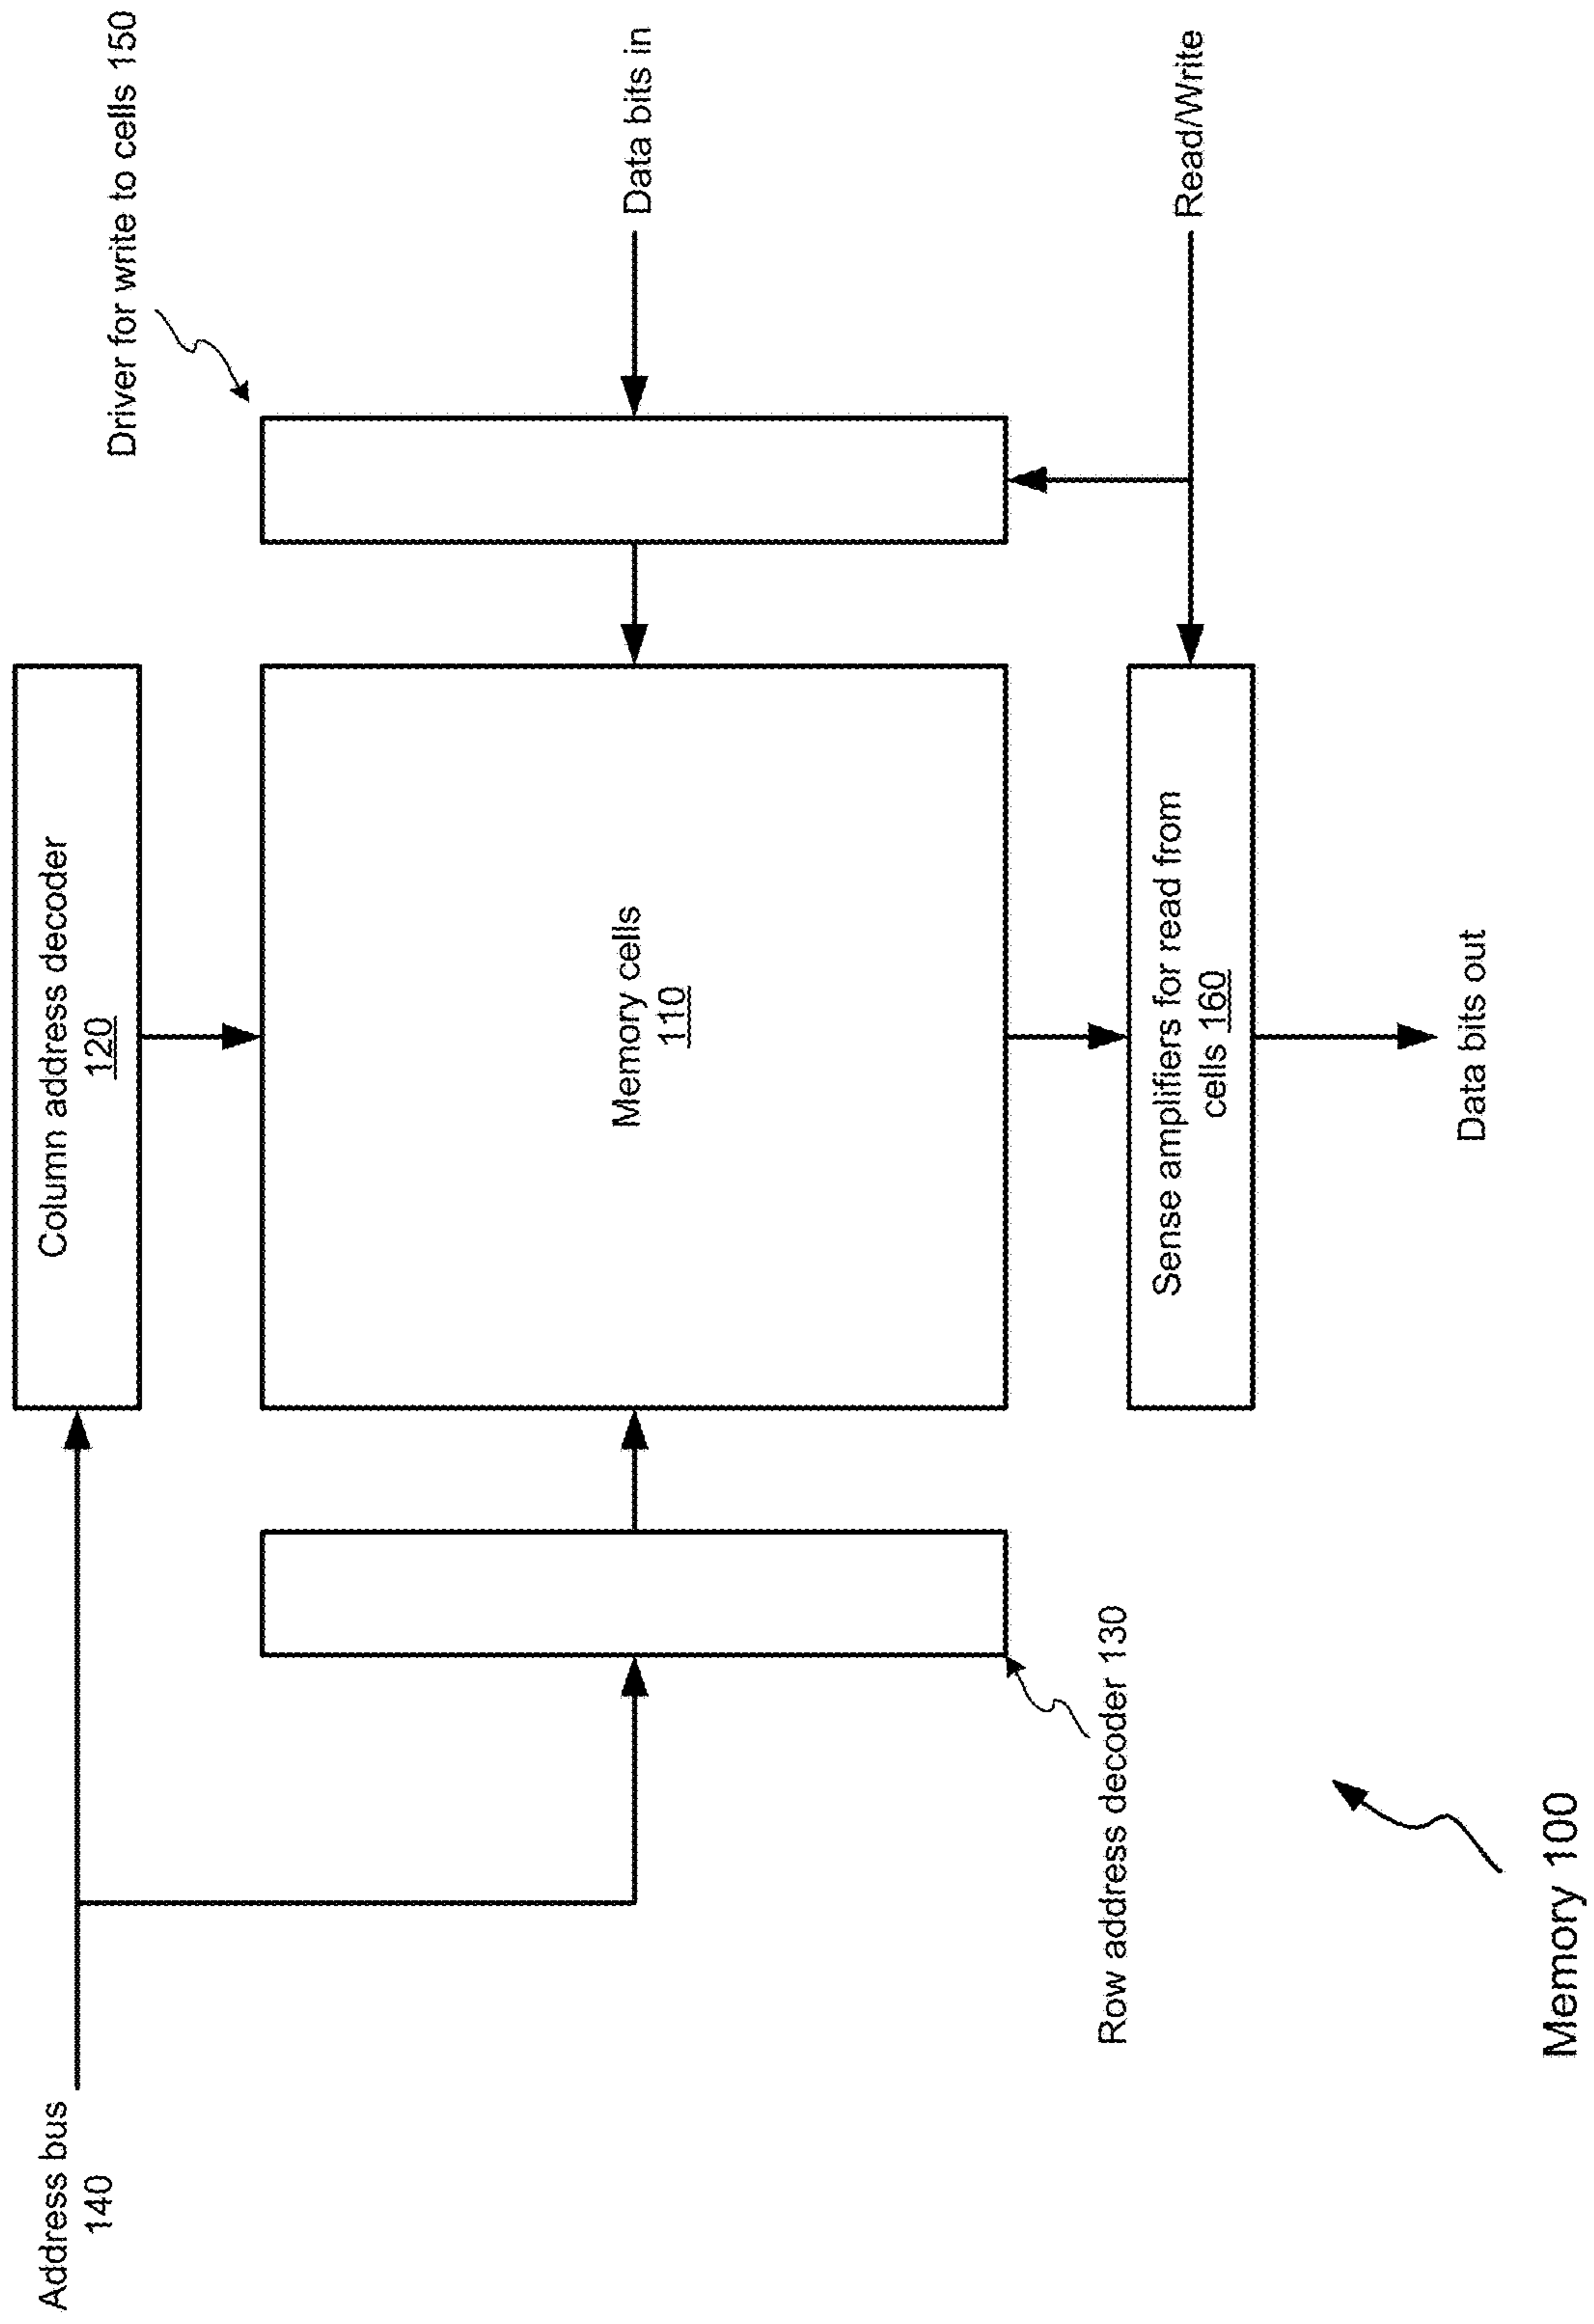 Address bus
140
Column address decoder
120
Driver for write to cells 150
Memory cells
110
Data bits in
Row address decoder 130
Sense amplifiers for read from
cells 160
Read/Write
Data bits out
Memory 100